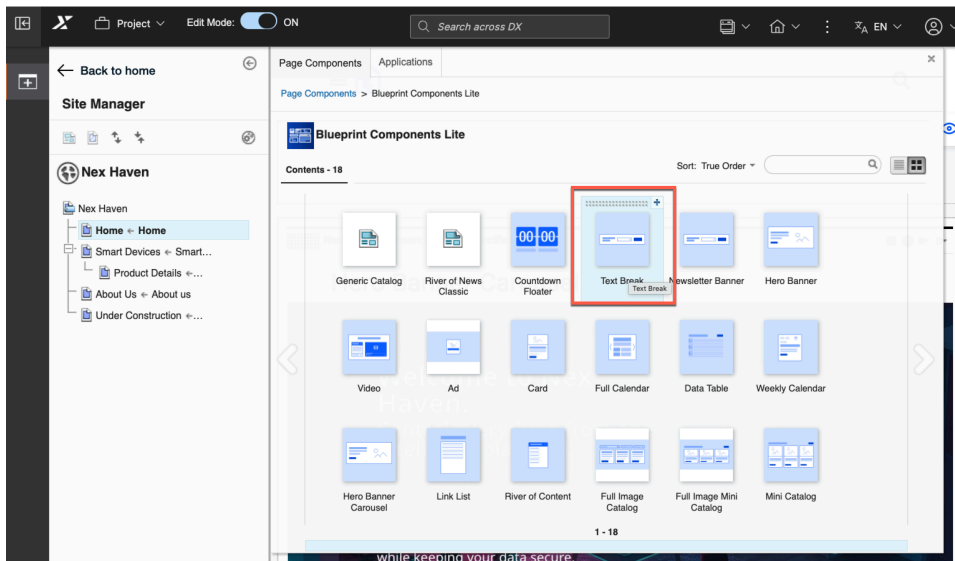 Project
Edit Mode:
ON
Search across DX
EN
Back to home
Site Manager
Nex Haven
Nex Haven
Home ← Home
Smart Devices ← Smart...
Product Details ←...
About Us ← About us
Under Construction ←...
Page Components
Applications
Page Components > Blueprint Components Lite
Blueprint Components Lite
Contents - 18
Sort: True Order
Generic Catalog
River of News
Classic
00 00
Countdown
Floater
Text Break
Text Break
Newsletter Banner
Hero Banner
Video
Ad
Card
Full Calendar
Data Table
Weekly Calendar
Welcome to Nex
Haven.
Hero Banner
Carousel
Link List
River of Content
Full Image
Catalog
Full Image Mini
Catalog
Mini Catalog
1 - 18
while keeping your data secure.